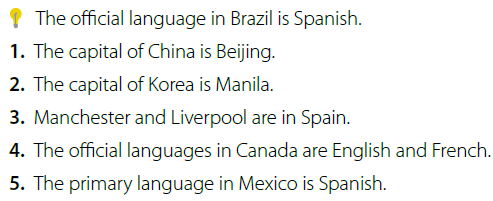 The official language in Brazil is Spanish.
1. The capital of China is Beijing.
2. The capital of Korea is Manila.
3. Manchester and Liverpool are in Spain.
4. The official languages in Canada are English and French.
5. The primary language in Mexico is Spanish.